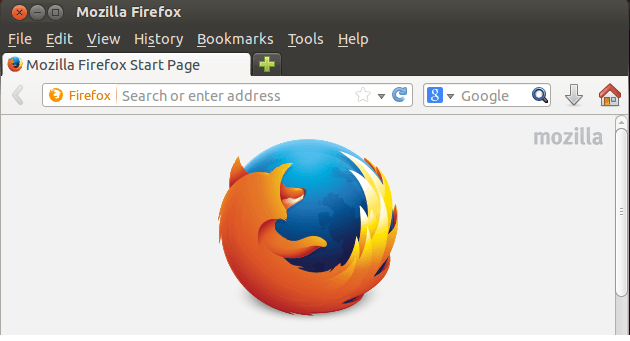 Mozilla Firefox
File Edit View History Bookmarks Tools Help
Mozilla Firefox Start Page
Firefox Search or enter address 8 Google
mozilla